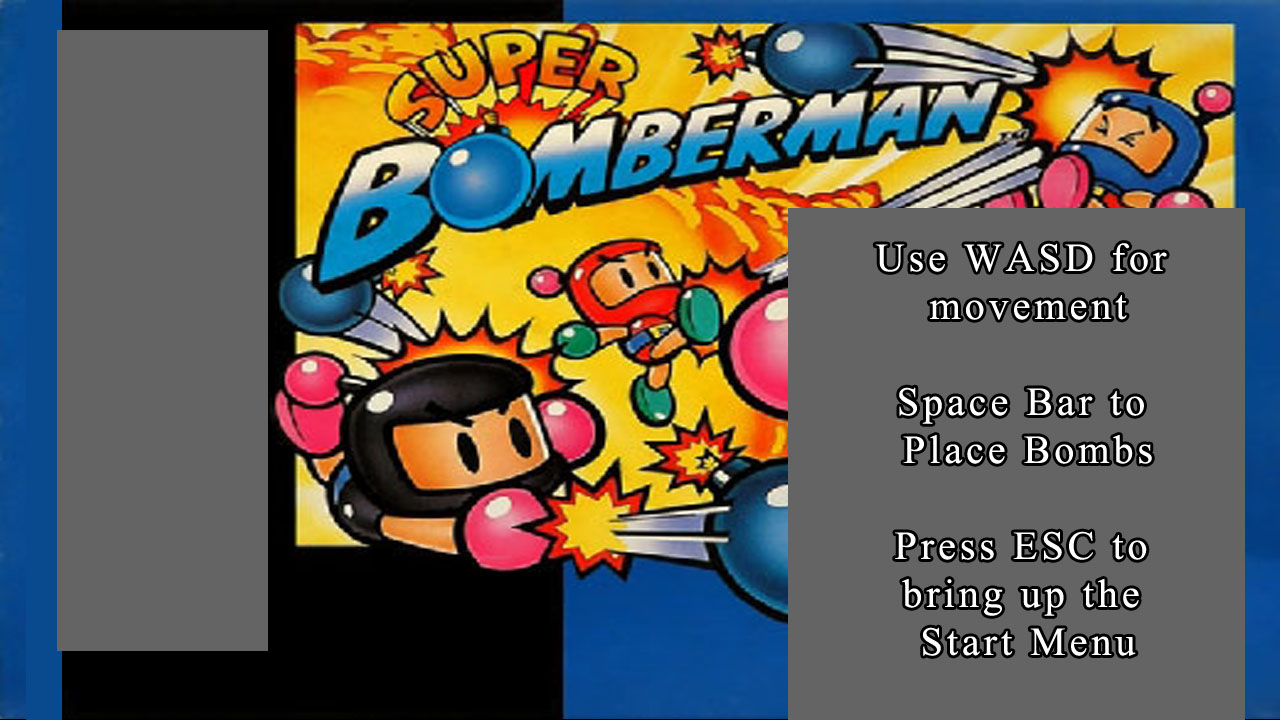 SUPER
BOMBERMAN TM
Use WASD for
movement
Space Bar to
Place Bombs
Press ESC to
bring up the
Start Menu